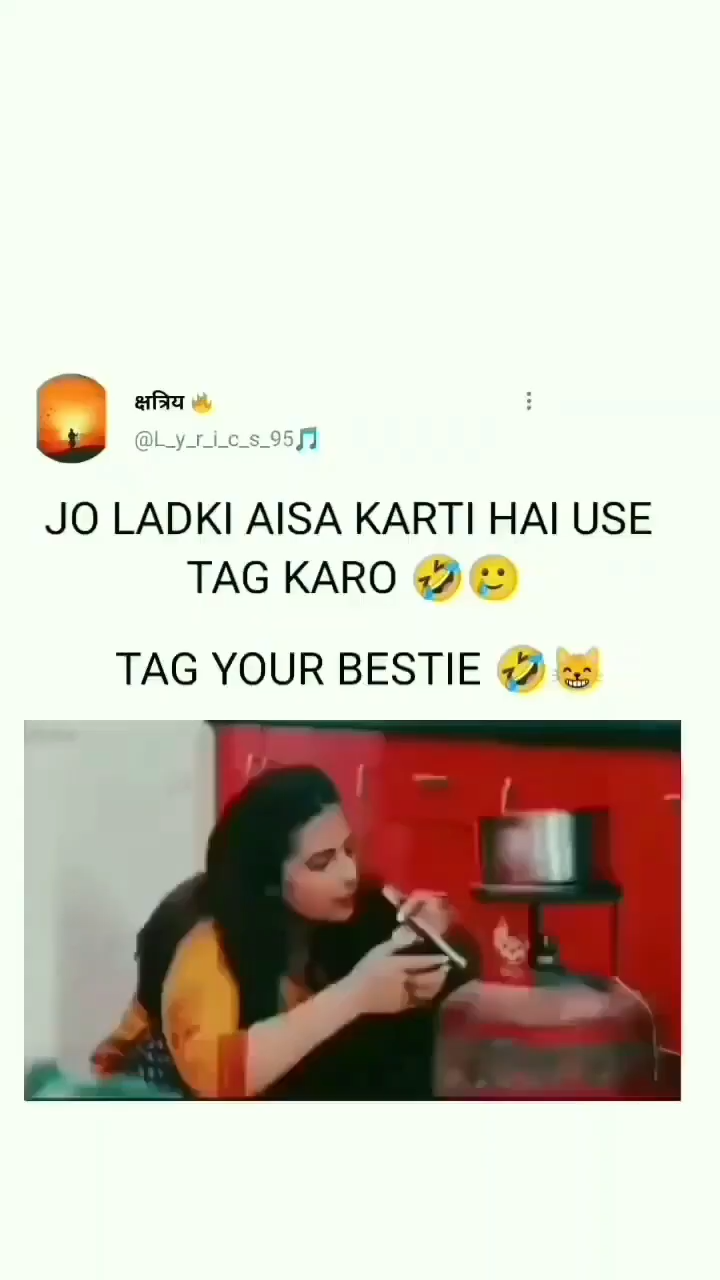 क्षत्रिय 🔥
@L_y_r_i_c_s_95🎵
JO LADKI AISA KARTI HAI USE
TAG KARO 🤣🥲
TAG YOUR BESTIE 🤣😸